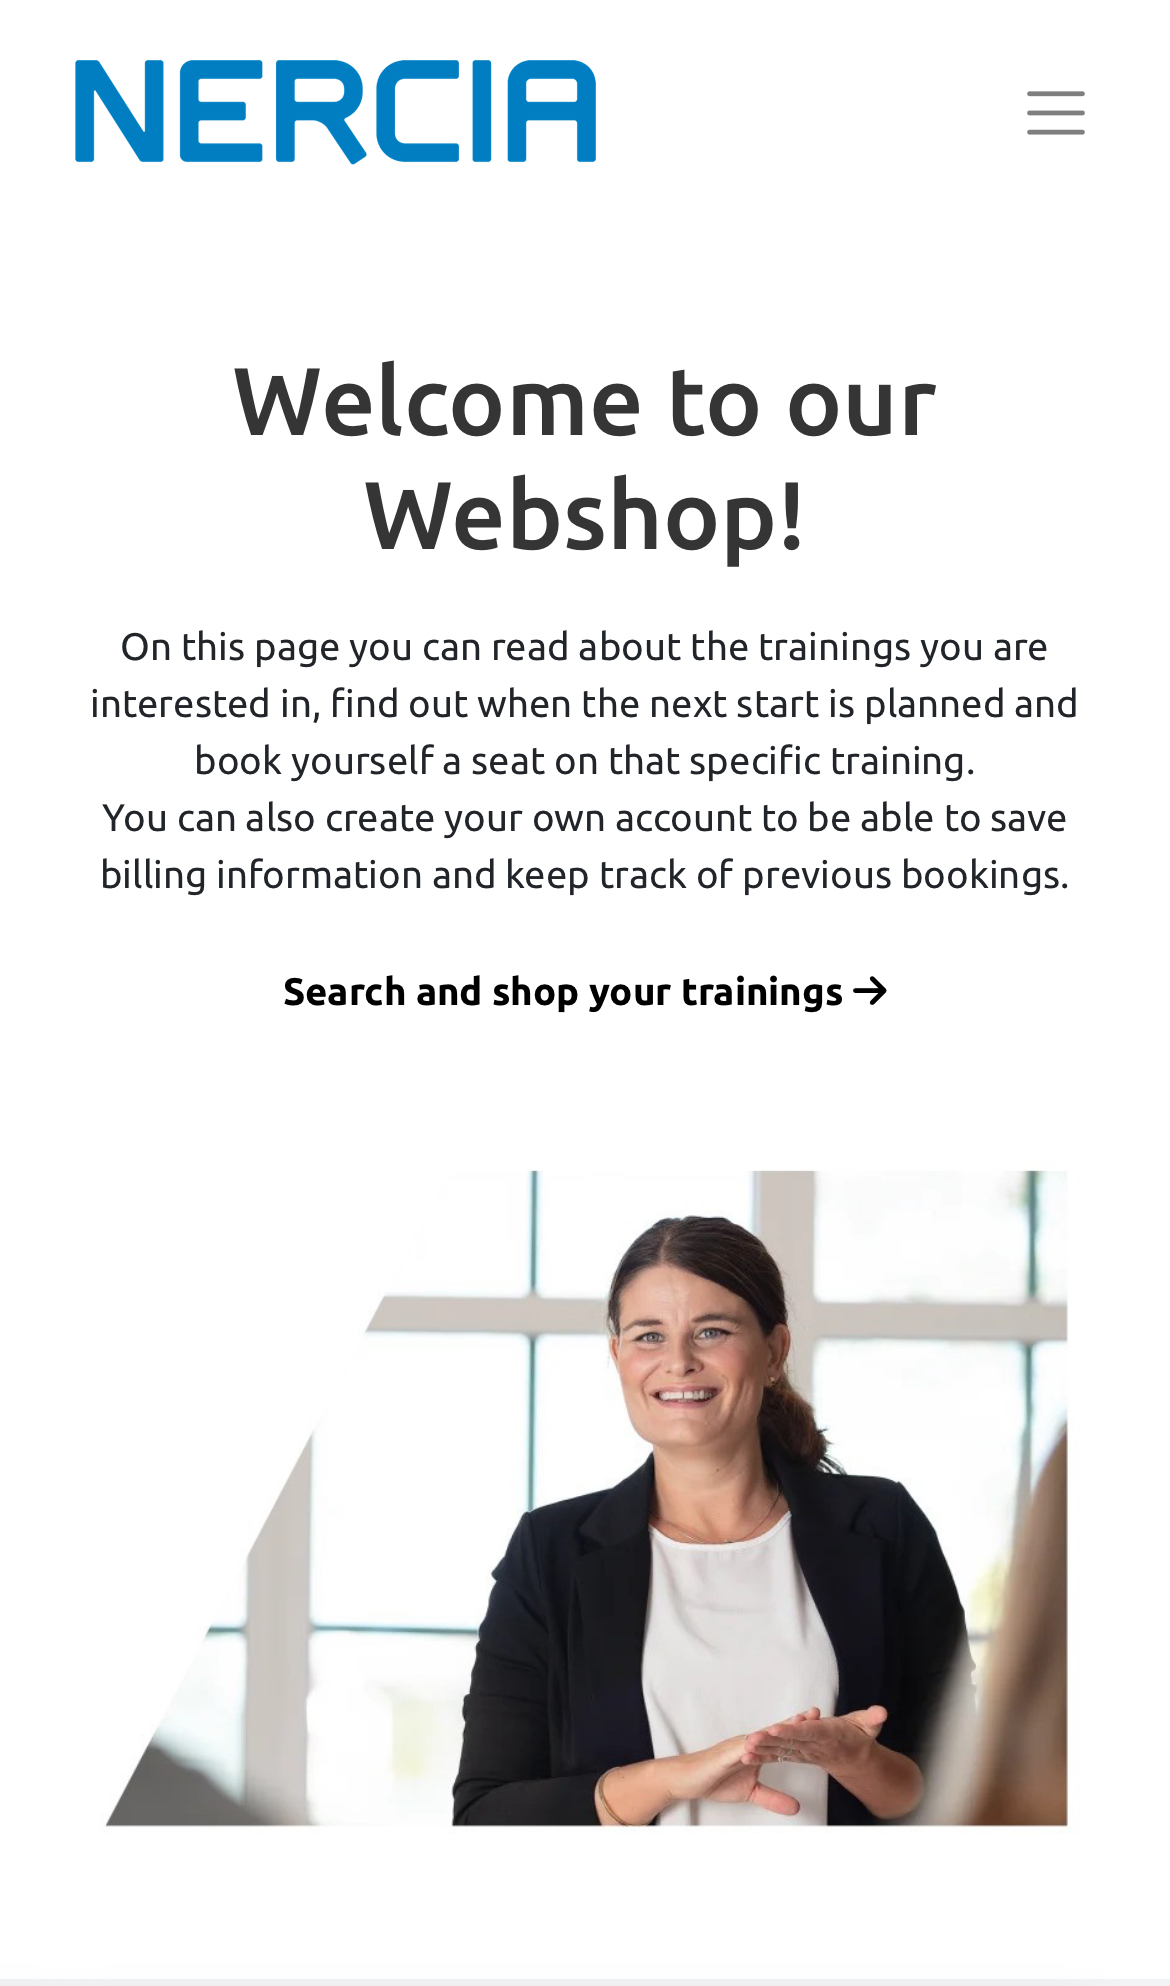 NERCIA
Welcome to our
Webshop!
On this page you can read about the trainings you are
interested in, find out when the next start is planned and
book yourself a seat on that specific training.
You can also create your own account to be able to save
billing information and keep track of previous bookings.
Search and shop your trainings →